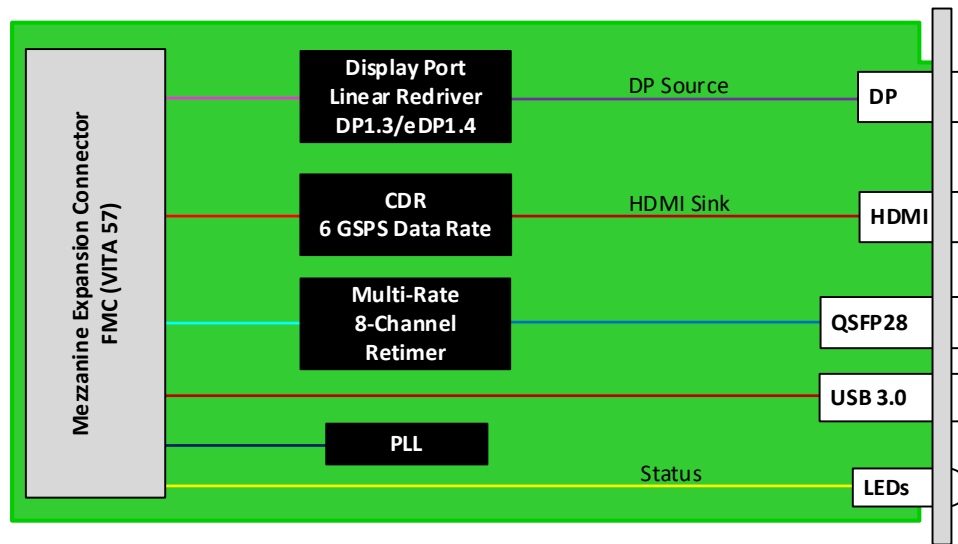 Mezzanine Expansion Connector
FMC (VITA 57)
Display Port
Linear Redriver
DP1.3/eDP1.4
DP Source
DP
CDR
6 GSPS Data Rate
HDMI Sink
HDMI
Multi-Rate
8-Channel
Retimer
QSFP28
USB 3.0
PLL
Status
LEDs